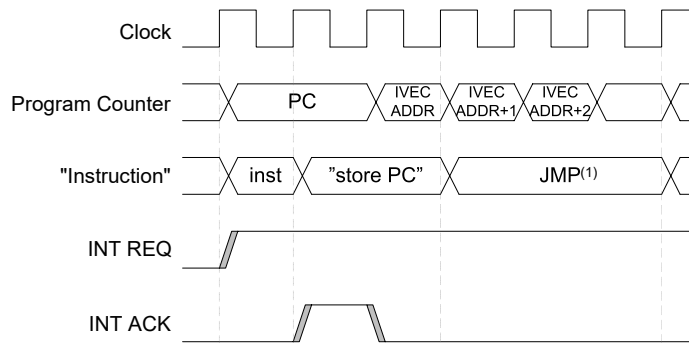 Clock
Program Counter
PC
IVEC
ADDR
IVEC
ADDR+1
IVEC
ADDR+2
"Instruction"
inst
”store PC”
JMP(1)
INT REQ
INT ACK